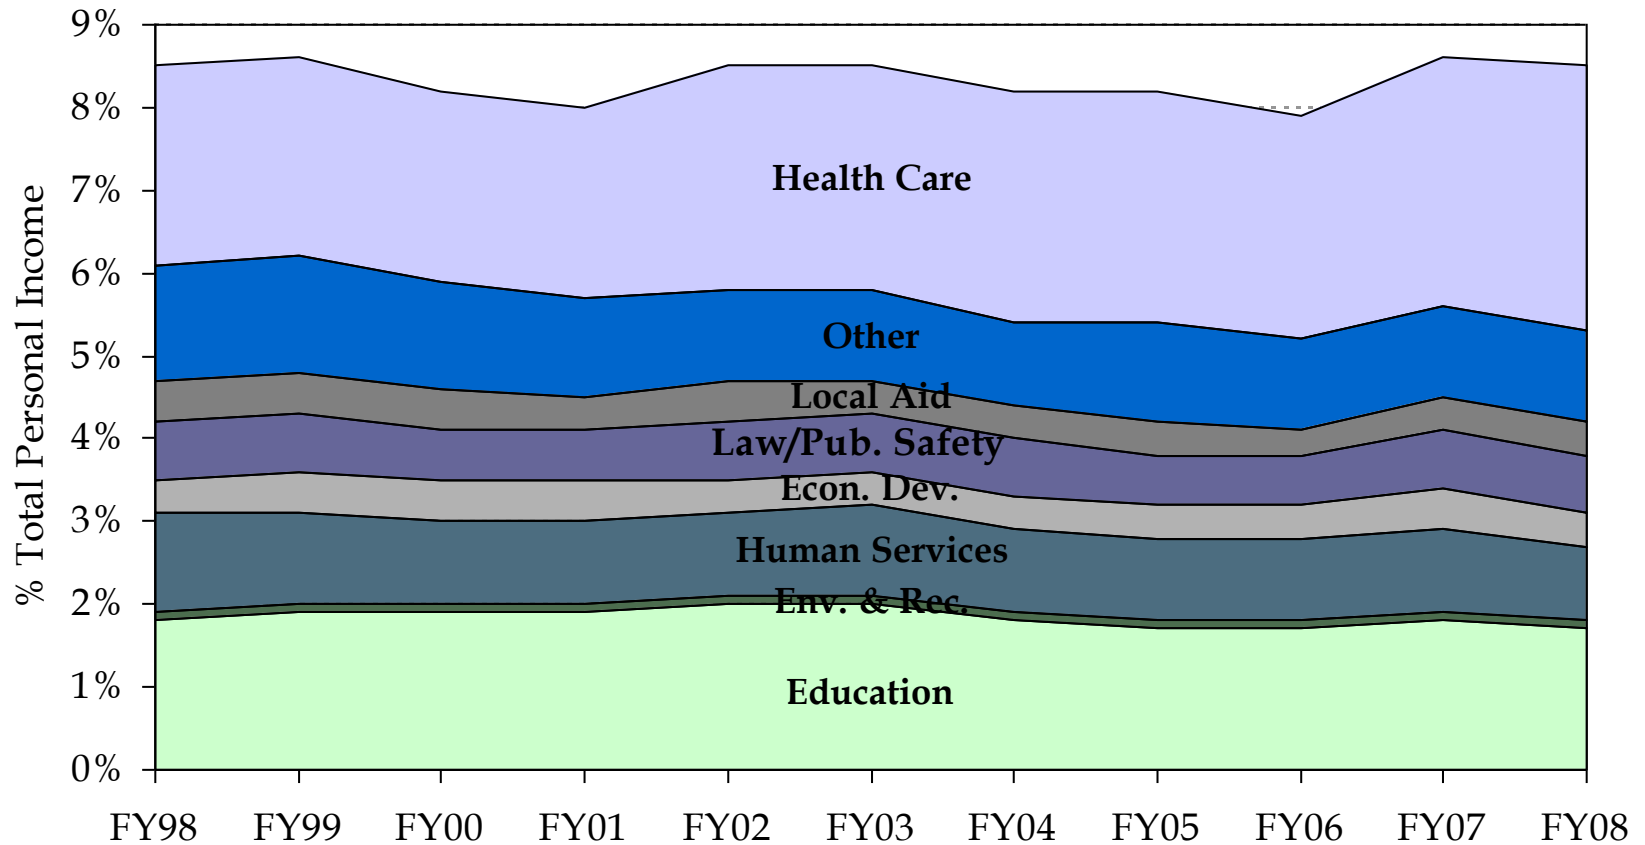 9%
8%
7%
6%
5%
4%
3%
2%
1%
0%
% Total Personal Income
Health Care
Other
Local Aid
Law/Pub. Safety
Econ. Dev.
Human Services
Env. & Rec.
Education
FY98 FY99 FY00 FY01 FY02 FY03 FY04 FY05 FY06 FY07 FY08